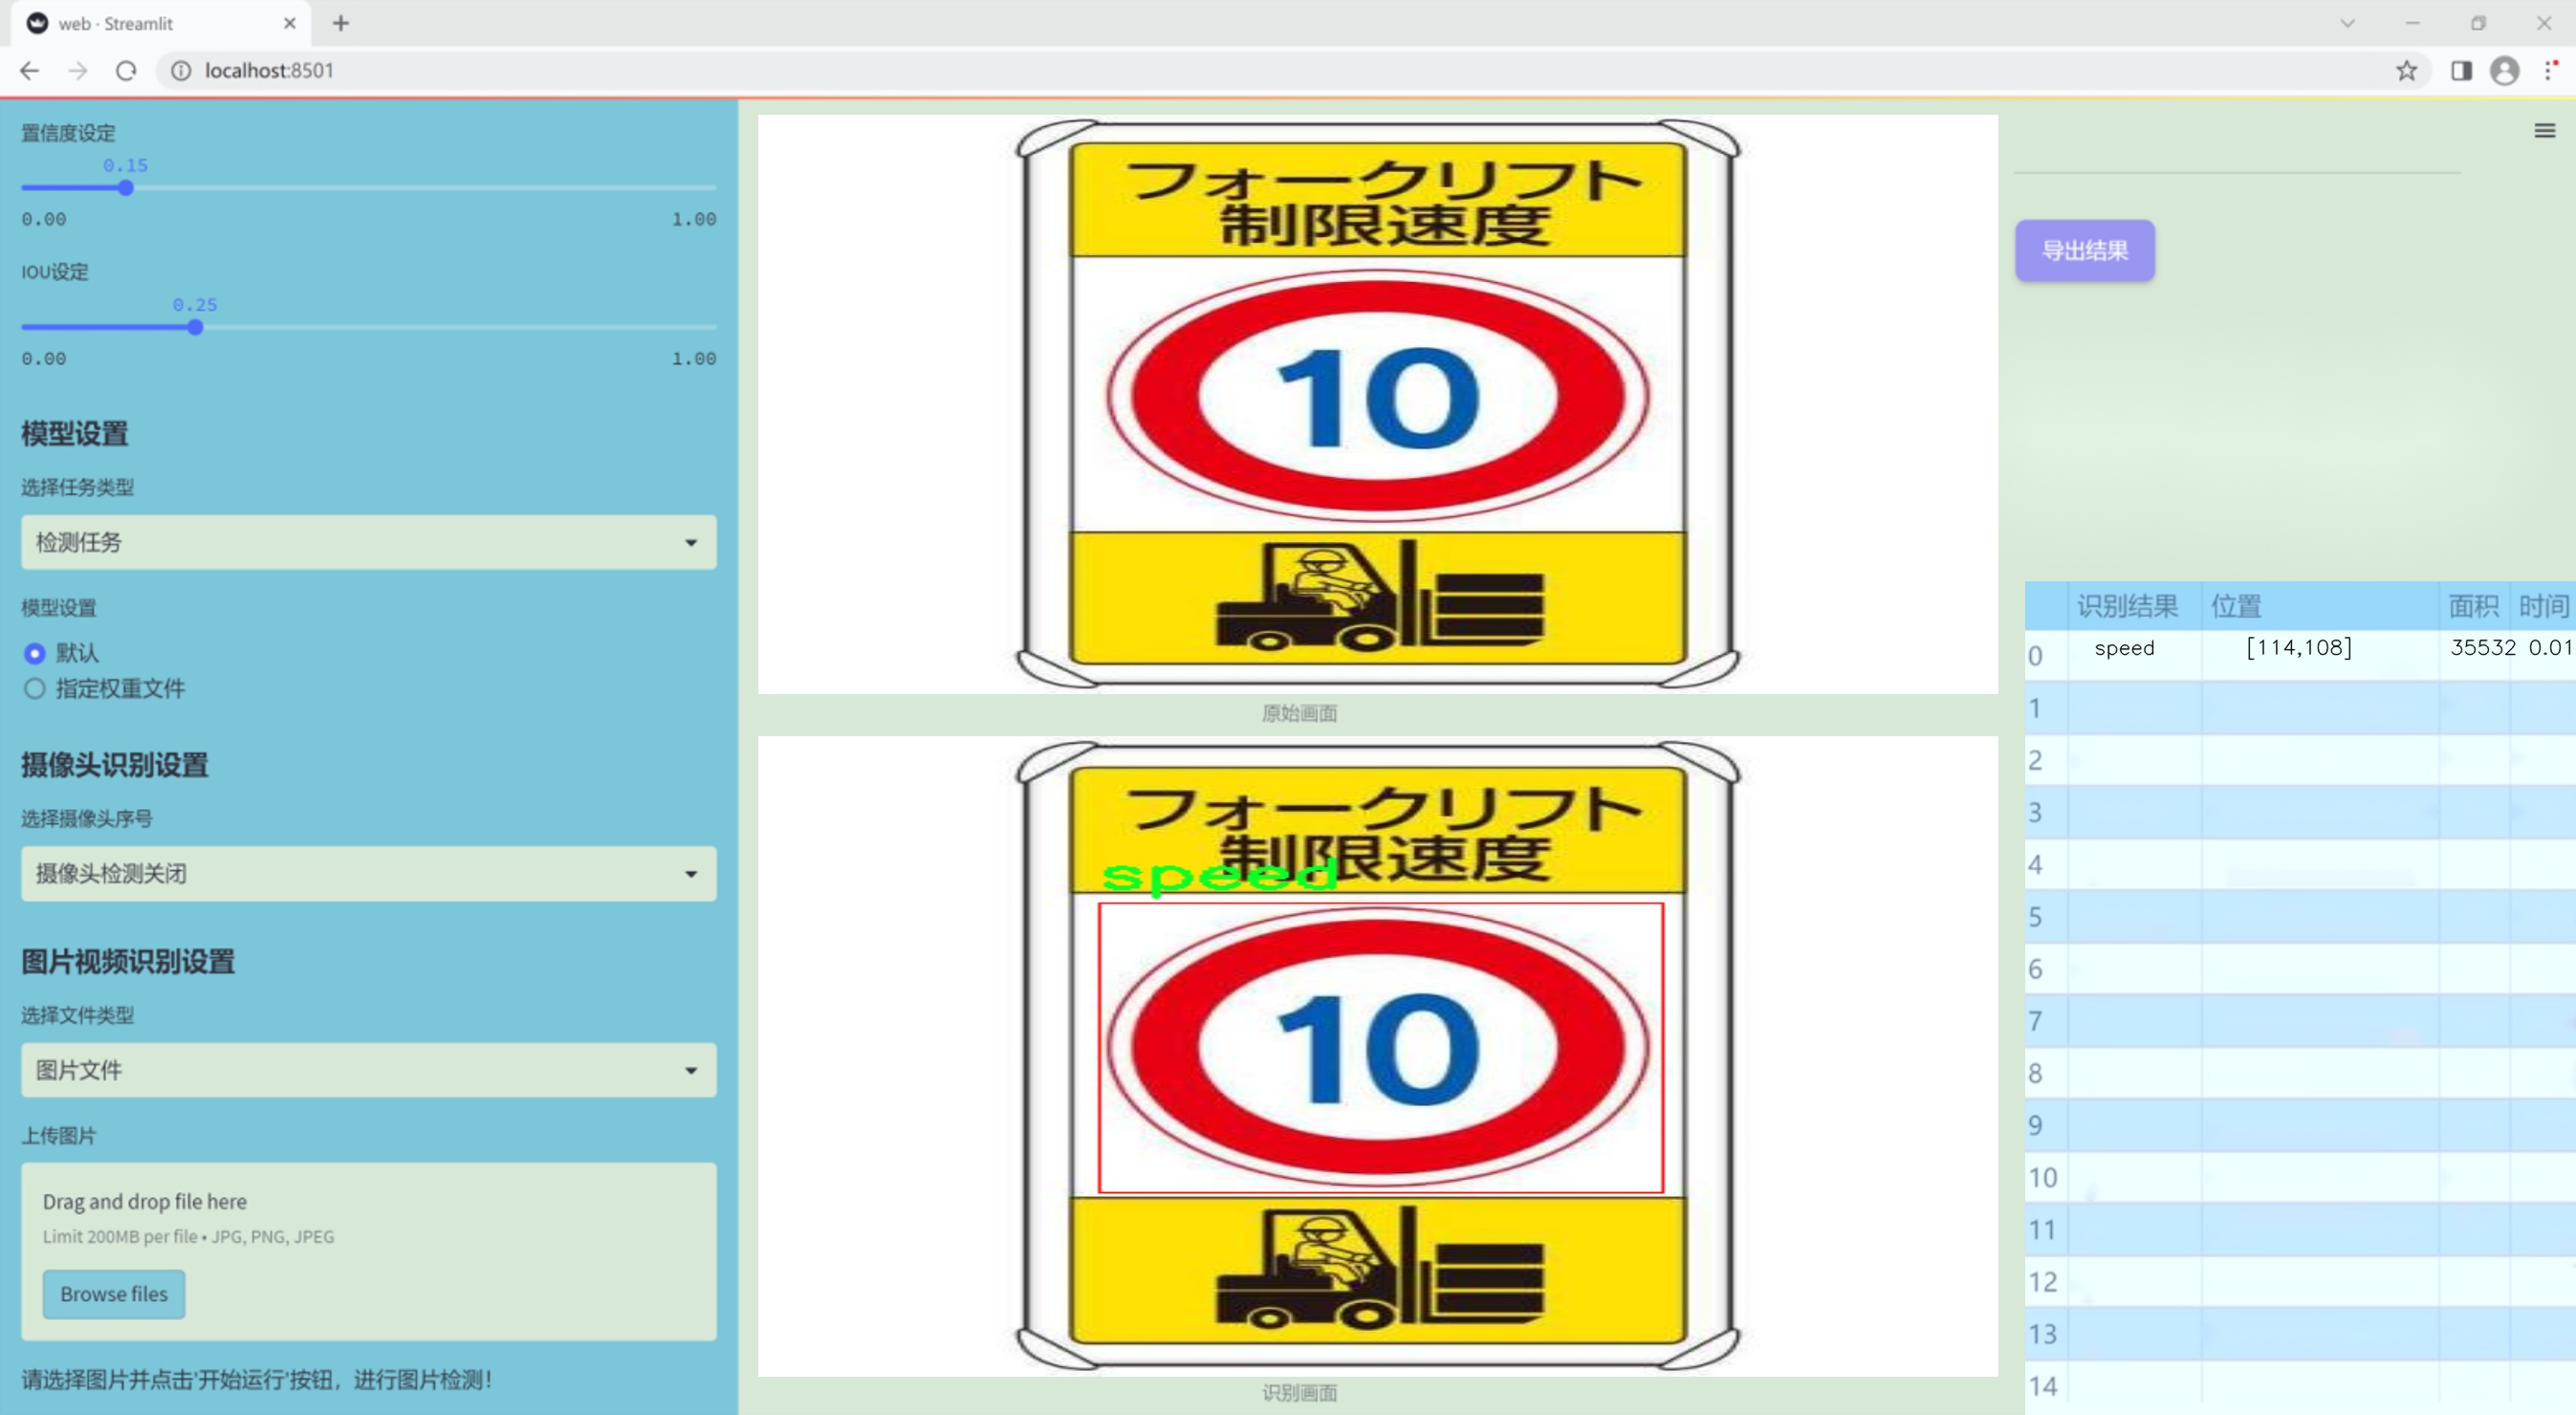 web · Streamlit
localhost:8501
置信度设定
0.15
0.00 1.00
IOU设定
0.25
0.00 1.00
模型设置
选择任务类型
检测任务
模型设置
默认
指定权重文件
摄像头识别设置
选择摄像头序号
摄像头检测关闭
图片视频识别设置
选择文件类型
图片文件
上传图片
Drag and drop file here
Limit 200MB per file • JPG, PNG, JPEG
Browse files
请选择图片并点击'开始运行'按钮，进行图片检测！
フォークリフト
制限速度
10
原始画面
フォークリフト
制限速度
speed
10
识别画面
导出结果
识别结果 位置 面积 时间
0 speed [114,108] 35532 0.01
1
2
3
4
5
6
7
8
9
10
11
12
13
14